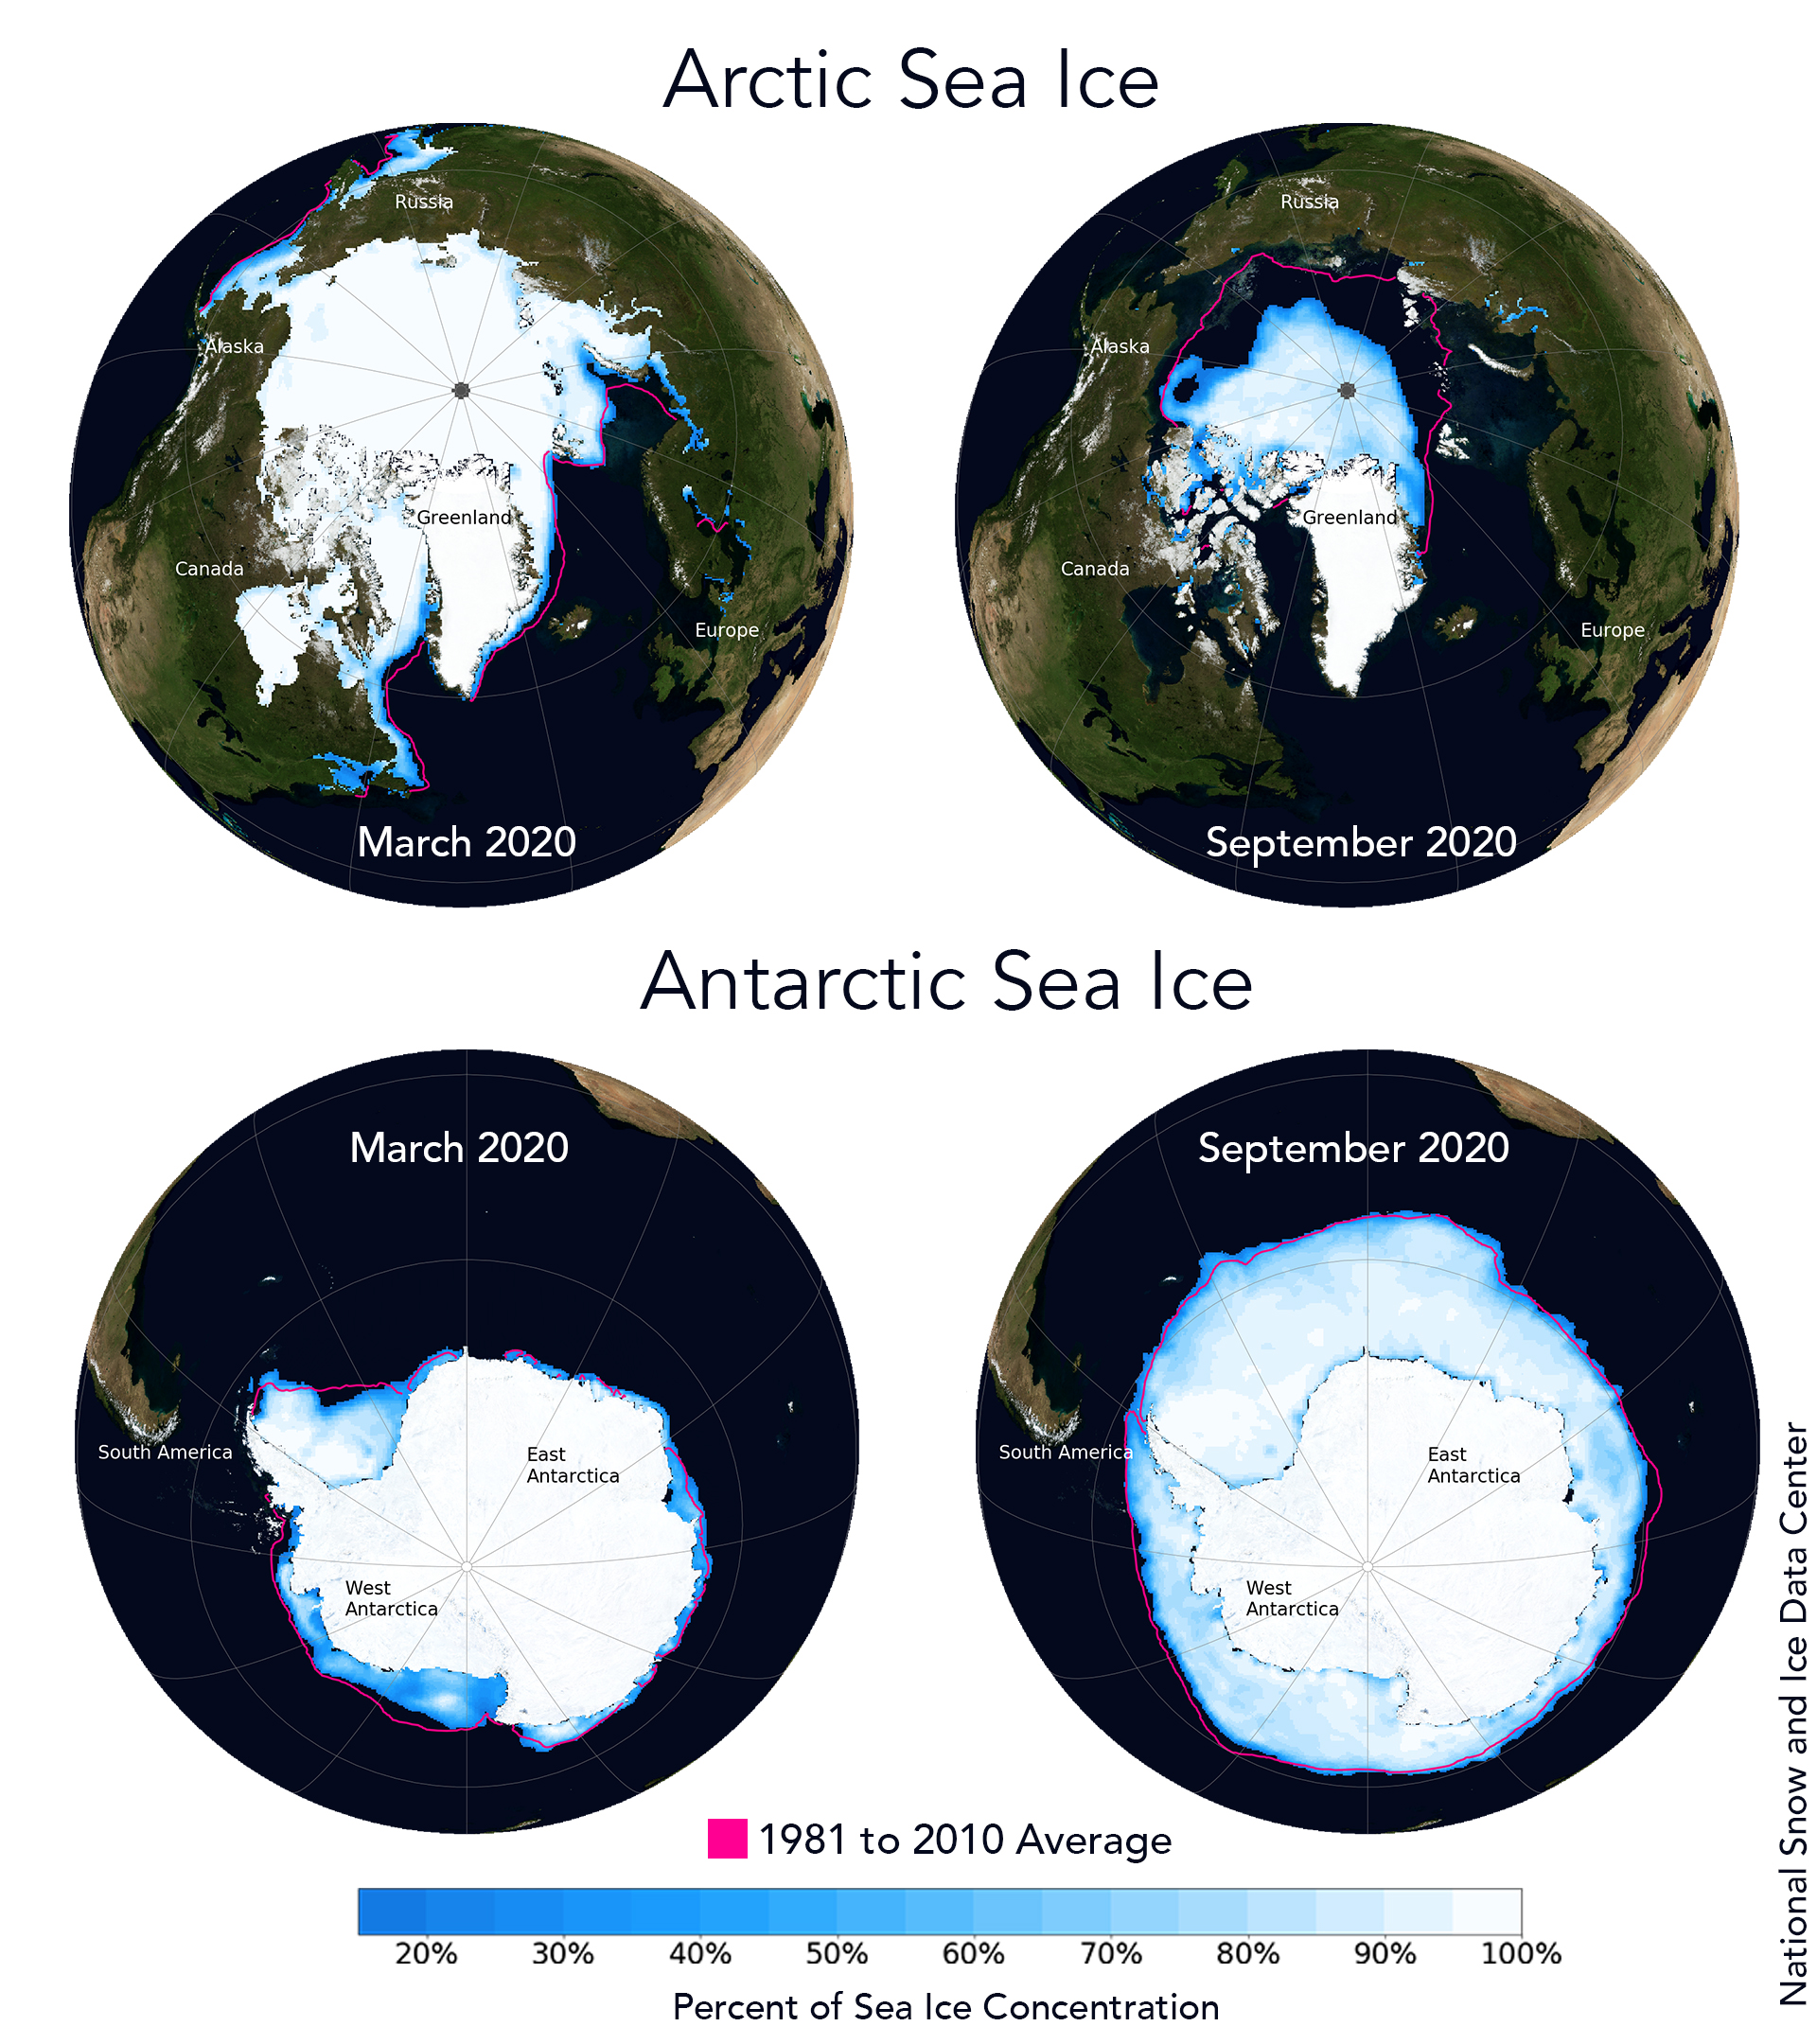 Arctic Sea Ice
Russia
Alaska
Greenland
Canada
Europe
March 2020
Russia
Alaska
Greenland
Canada
Europe
September 2020
Antarctic Sea Ice
March 2020
South America
East
Antarctica
West
Antarctica
September 2020
South America
East
Antarctica
West
Antarctica
1981 to 2010 Average
20% 30% 40% 50% 60% 70% 80% 90% 100%
Percent of Sea Ice Concentration
National Snow and Ice Data Center